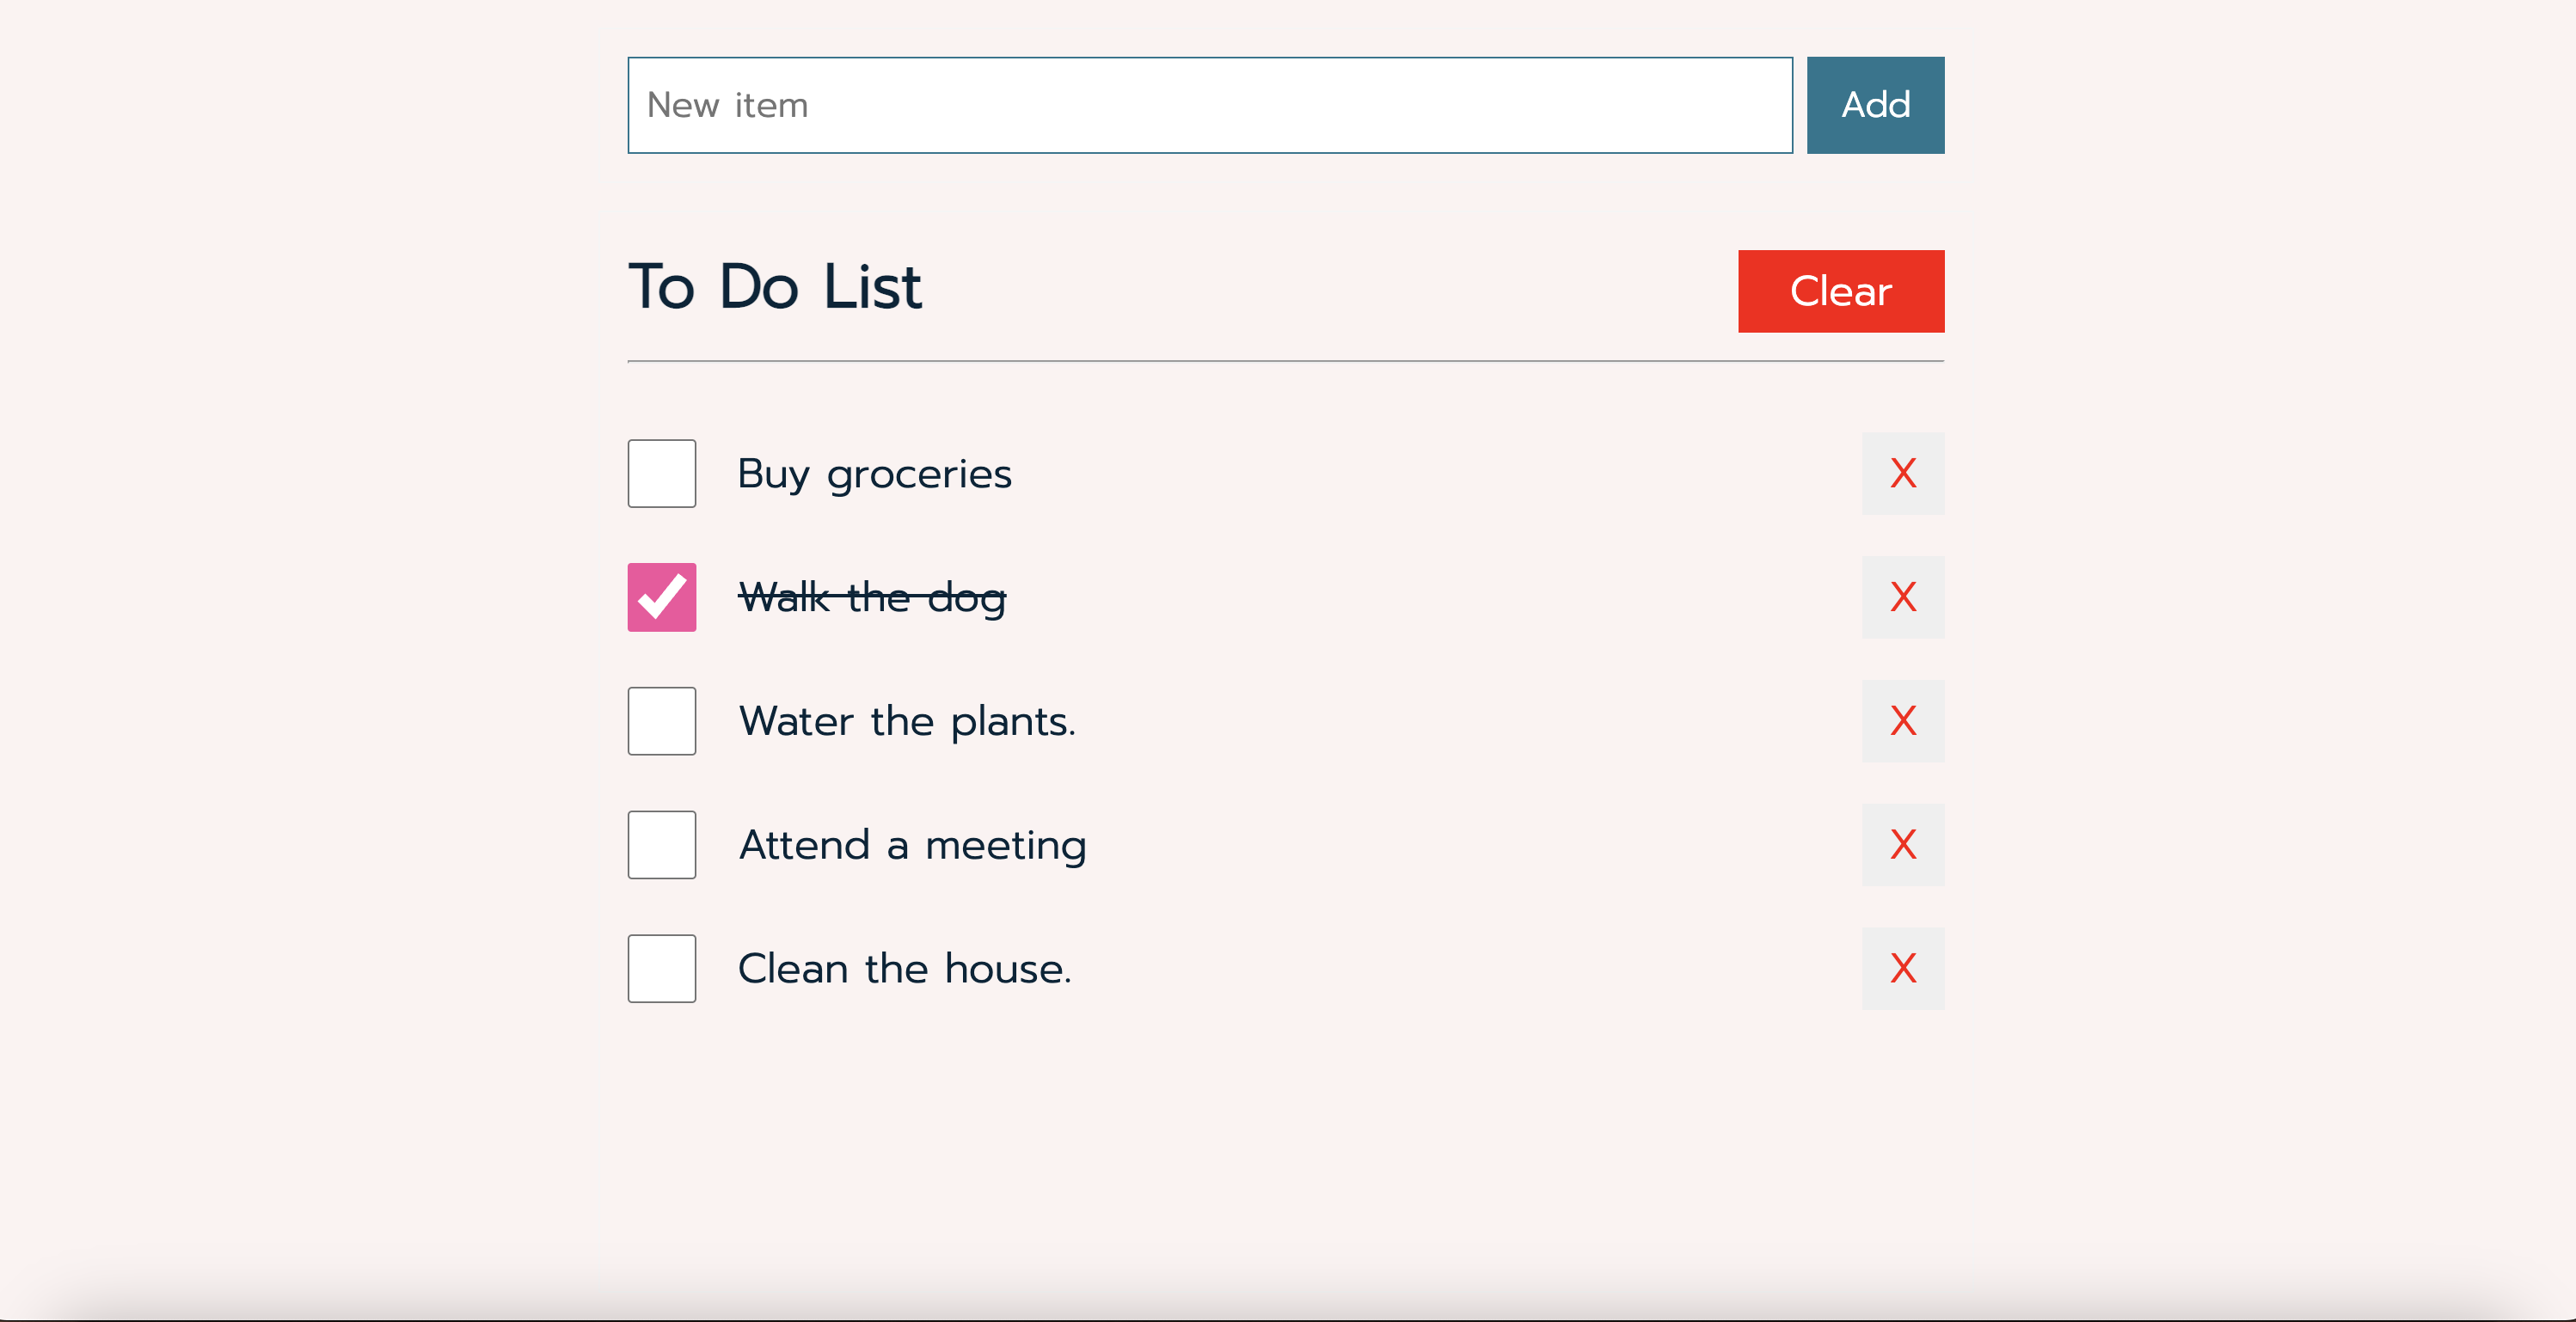 New item
Add
To Do List
Clear
Buy groceries
X
Walk the dog
X
Water the plants.
X
Attend a meeting
X
Clean the house.
X